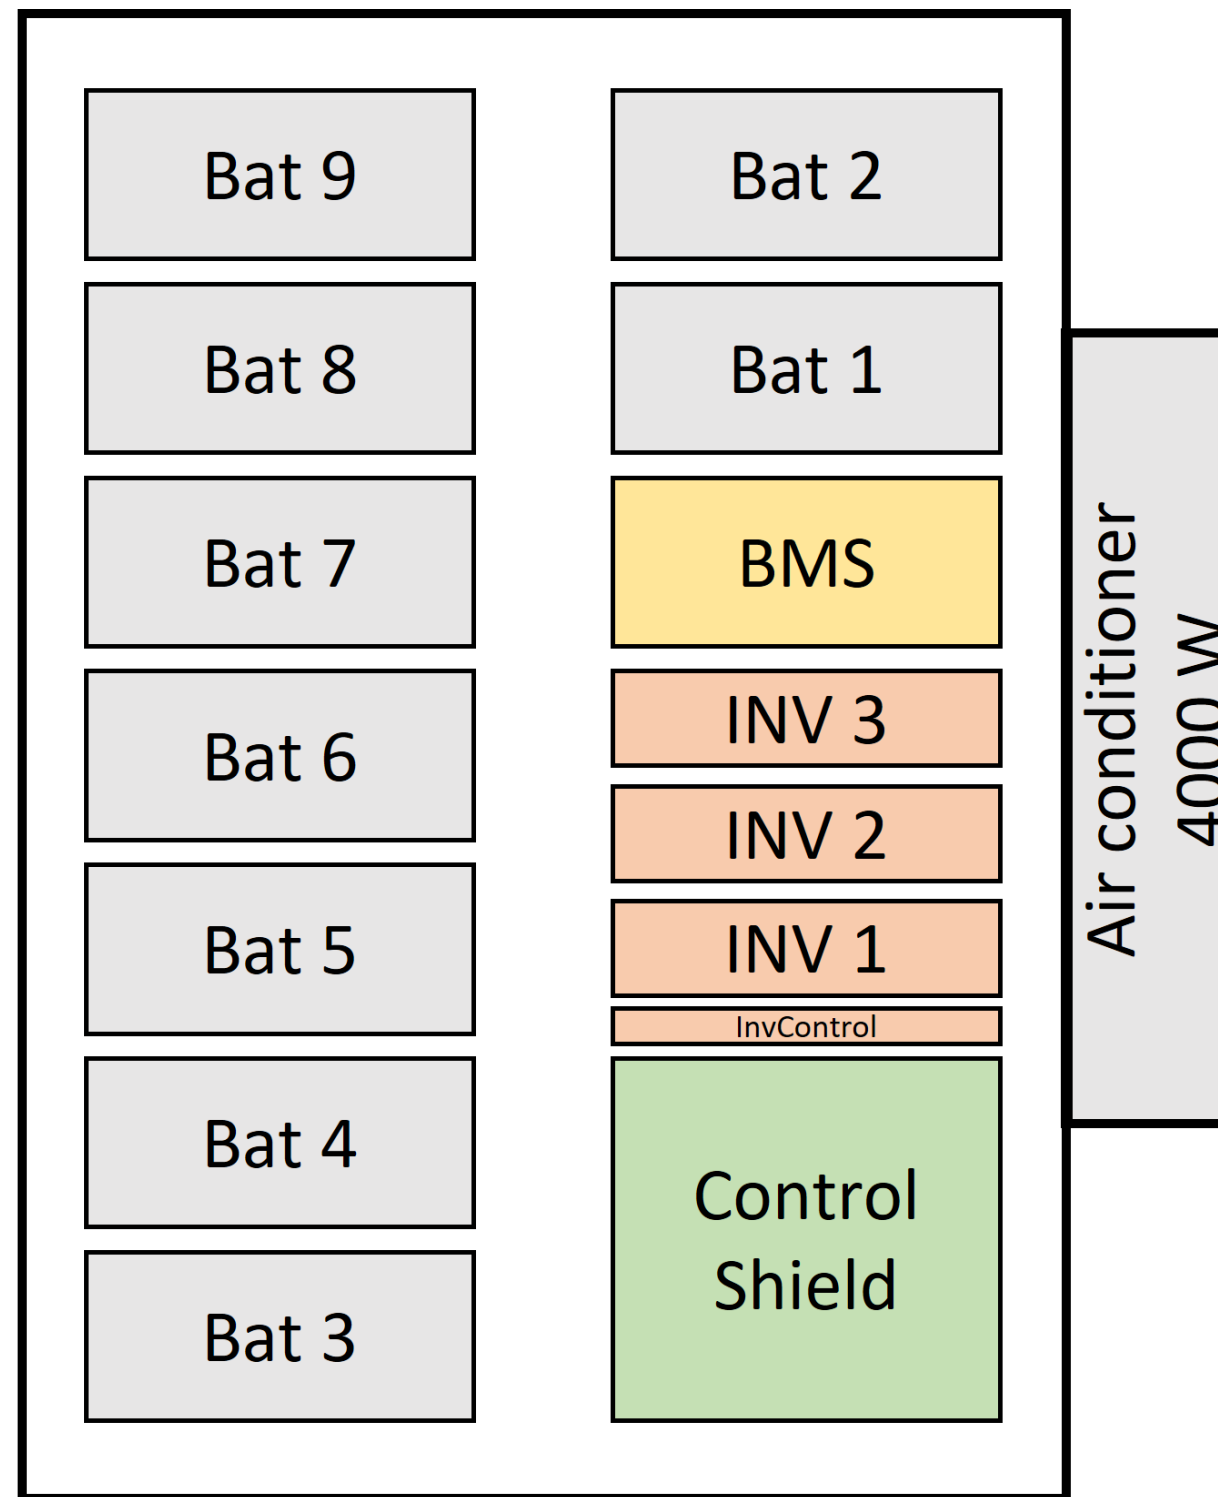 Bat 9
Bat 8
Bat 7
Bat 6
Bat 5
Bat 4
Bat 3
Bat 2
Bat 1
BMS
INV 3
INV 2
INV 1
InvControl
Control
Shield
Air conditioner
4000 W